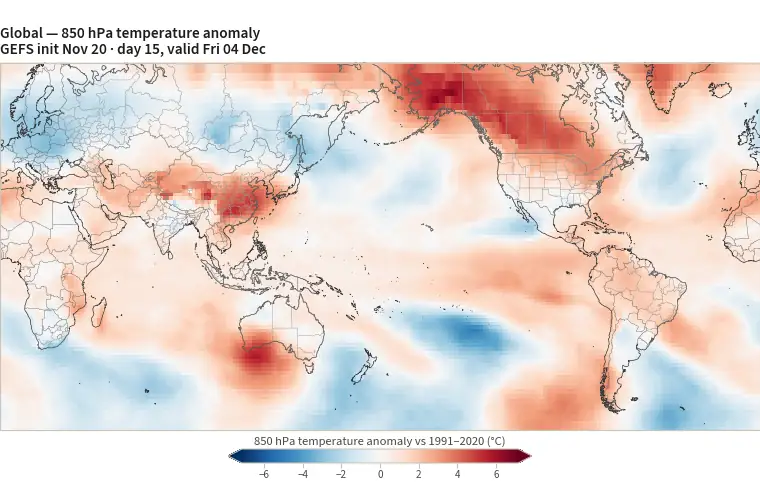 Global — 850 hPa temperature anomaly
GEFS init Nov 20 · day 15, valid Fri 04 Dec
850 hPa temperature anomaly vs 1991–2020 (°C)
−6 −4 −2 0 2 4 6